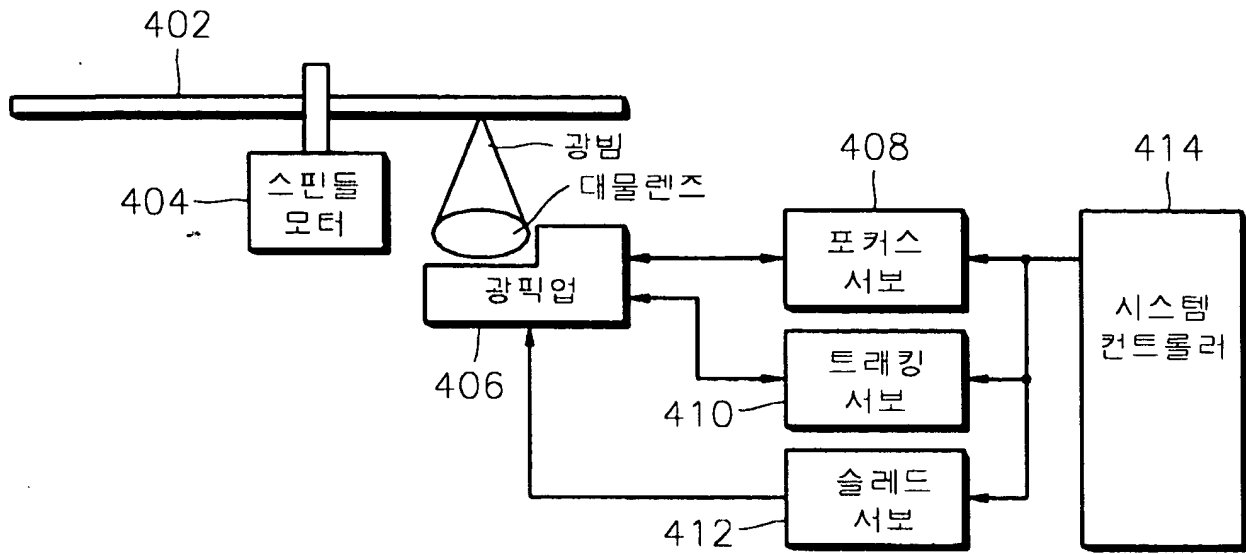 402
광빔
대물렌즈
스핀들
모터
404
408
414
포커스
서보
광픽업
406
시스템
컨트롤러
트래킹
서보
410
슬레드
서보
412